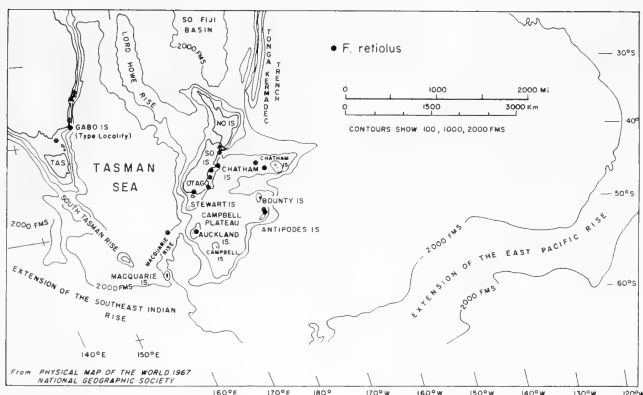 SO FIJI
BASIN
2000 FMS
LORD HOWE RISE
2000 FMS
TONGA KERMADEC TRENCH
● F. retiolus
0 1000 2000 Mi
0 1500 3000 Km
CONTOURS SHOW 100, 1000, 2000 FMS
30°S
40°
50°S
60°S
GABO IS
(Type Locality)
TAS.
TASMAN
SEA
NO IS
SO
IS
CHATHAM
IS
CHATHAM
IS
OTAGO
STEWART IS
BOUNTY IS
CAMPBELL
PLATEAU
ANTIPODES IS
AUCKLAND
IS.
CAMPBELL
IS
SOUTH TASMAN RISE
MACQUARIE RISE
MACQUARIE
IS
2000 FMS
2000 FMS
EXTENSION OF THE SOUTHEAST INDIAN
RISE
2000 FMS
EXTENSION OF THE EAST PACIFIC RISE
2000 FMS
140°E 150°E
From PHYSICAL MAP OF THE WORLD 1967
NATIONAL GEOGRAPHIC SOCIETY
160°E 170°E 180° 170°W 160°W 150°W 140°W 130°W 120°W